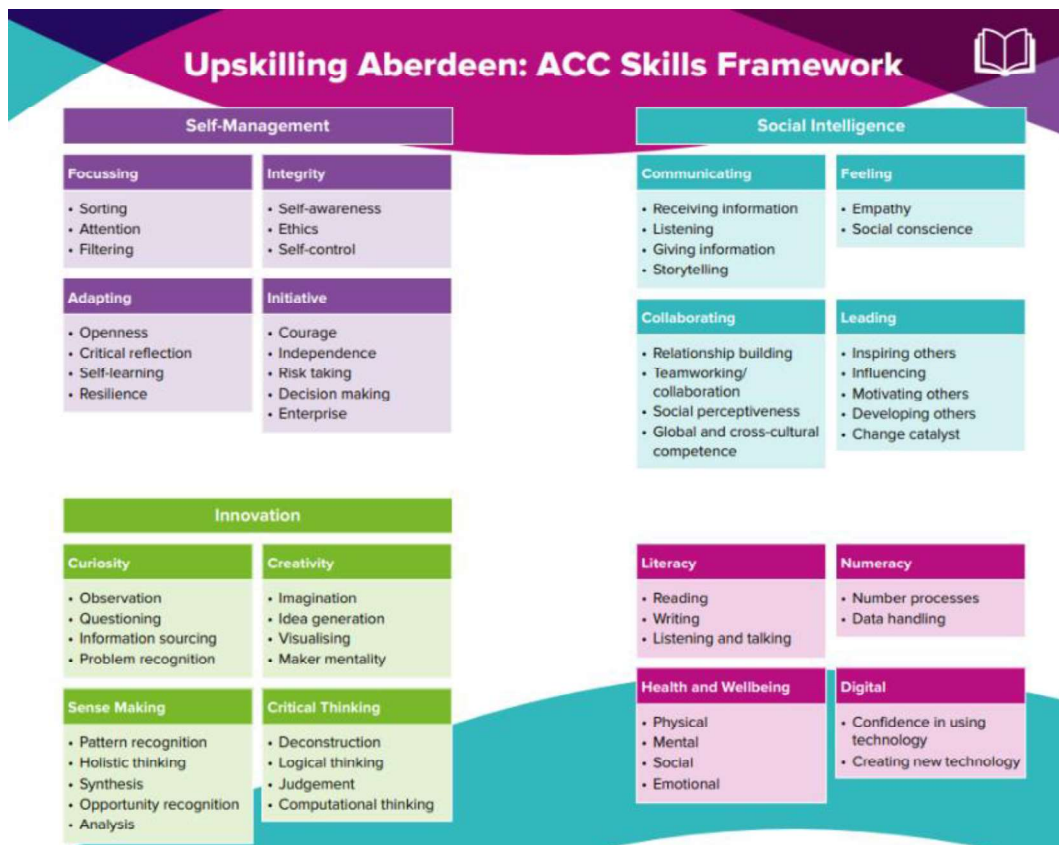 Upskilling Aberdeen: ACC Skills Framework
Self-Management
Focussing
• Sorting
• Attention
• Filtering
Integrity
• Self-awareness
• Ethics
• Self-control
Adapting
• Openness
• Critical reflection
• Self-learning
• Resilience
Initiative
• Courage
• Independence
• Risk taking
• Decision making
• Enterprise
Social Intelligence
Communicating
• Receiving information
• Listening
• Giving information
• Storytelling
Feeling
• Empathy
• Social conscience
Collaborating
• Relationship building
• Teamworking/
collaboration
• Social perceptiveness
• Global and cross-cultural
competence
Leading
• Inspiring others
• Influencing
• Motivating others
• Developing others
• Change catalyst
Innovation
Curiosity
• Observation
• Questioning
• Information sourcing
• Problem recognition
Creativity
• Imagination
• Idea generation
• Visualising
• Maker mentality
Sense Making
• Pattern recognition
• Holistic thinking
• Synthesis
• Opportunity recognition
• Analysis
Critical Thinking
• Deconstruction
• Logical thinking
• Judgement
• Computational thinking
Literacy
• Reading
• Writing
• Listening and talking
Numeracy
• Number processes
• Data handling
Health and Wellbeing
• Physical
• Mental
• Social
• Emotional
Digital
• Confidence in using
technology
• Creating new technology